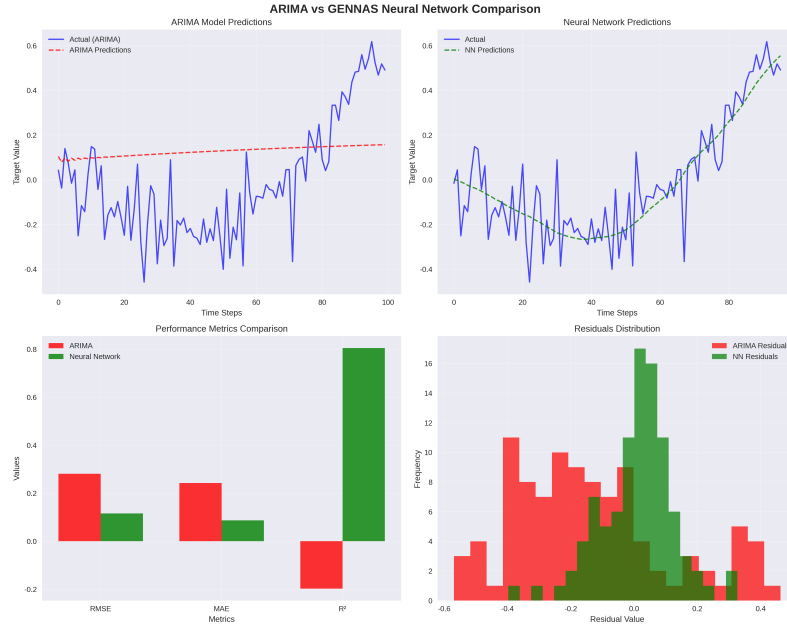 ARIMA vs GENNAS Neural Network Comparison
ARIMA Model Predictions
Actual (ARIMA)
ARIMA Predictions
Target Value
0.6
0.4
0.2
0.0
-0.2
-0.4
0 20 40 60 80 100
Time Steps
Neural Network Predictions
Actual
NN Predictions
Target Value
0.6
0.4
0.2
0.0
-0.2
-0.4
0 20 40 60 80
Time Steps
Performance Metrics Comparison
ARIMA
Neural Network
Values
0.8
0.6
0.4
0.2
0.0
-0.2
RMSE MAE R²
Metrics
Residuals Distribution
ARIMA Residual
NN Residuals
Frequency
16
14
12
10
8
6
4
2
0
-0.6 -0.4 -0.2 0.0 0.2 0.4
Residual Value